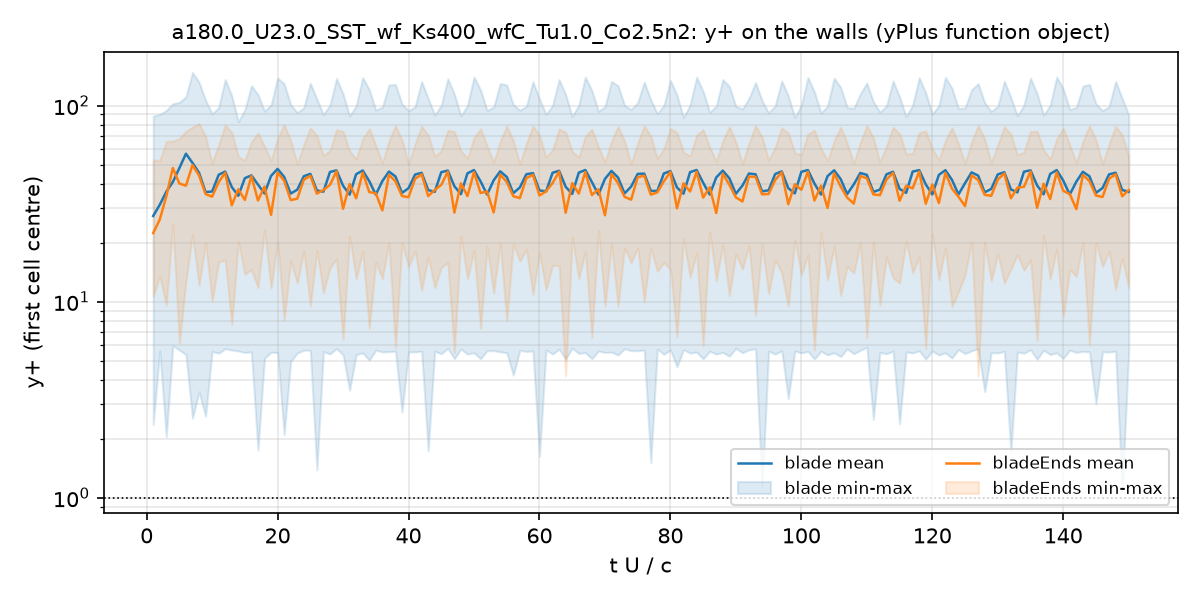 a180.0_U23.0_SST_wf_Ks400_wfC_Tu1.0_Co2.5n2: y+ on the walls (yPlus function object)
y+ (first cell centre)
10²
10¹
10⁰
blade mean
blade min-max
bladeEnds mean
bladeEnds min-max
0 20 40 60 80 100 120 140
t U / c